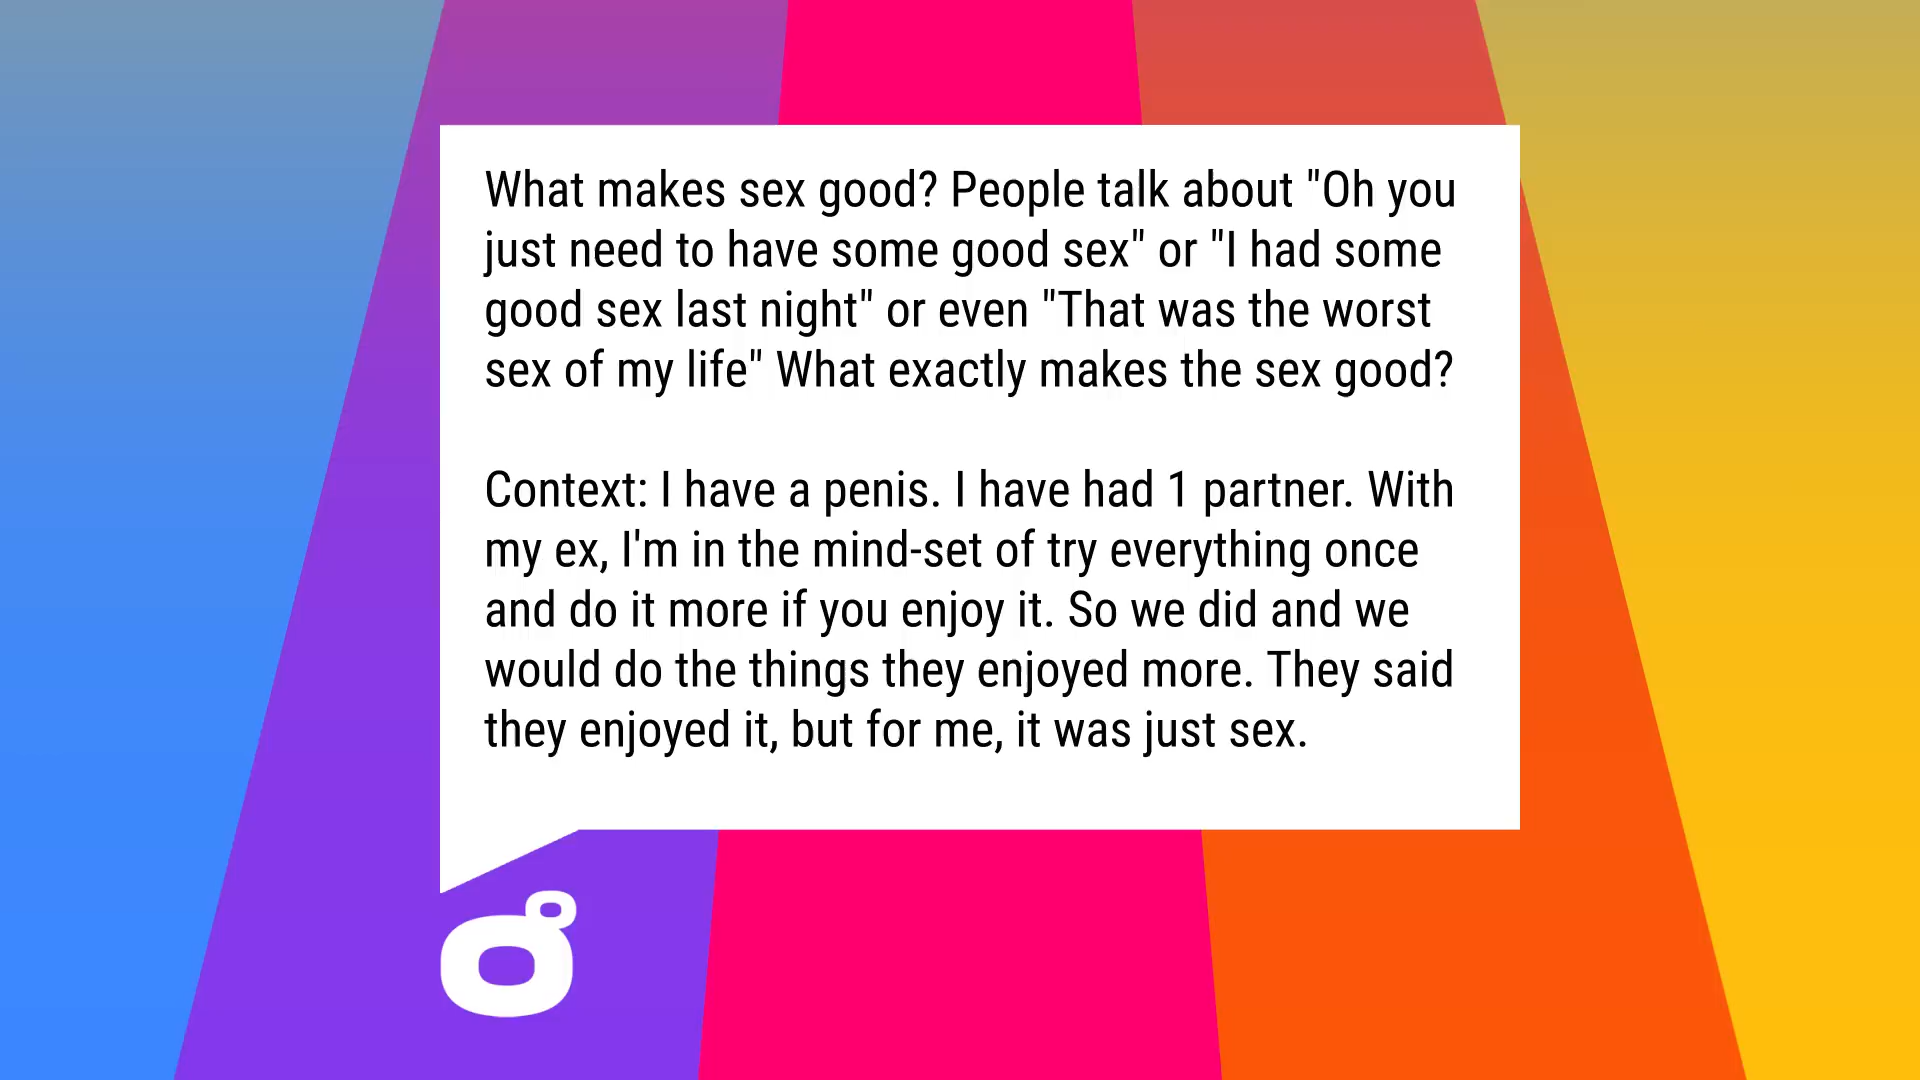 What makes sex good? People talk about "Oh you
just need to have some good sex" or "I had some
good sex last night" or even "That was the worst
sex of my life" What exactly makes the sex good?
Context: I have a penis. I have had 1 partner. With
my ex, I'm in the mind-set of try everything once
and do it more if you enjoy it. So we did and we
would do the things they enjoyed more. They said
they enjoyed it, but for me, it was just sex.